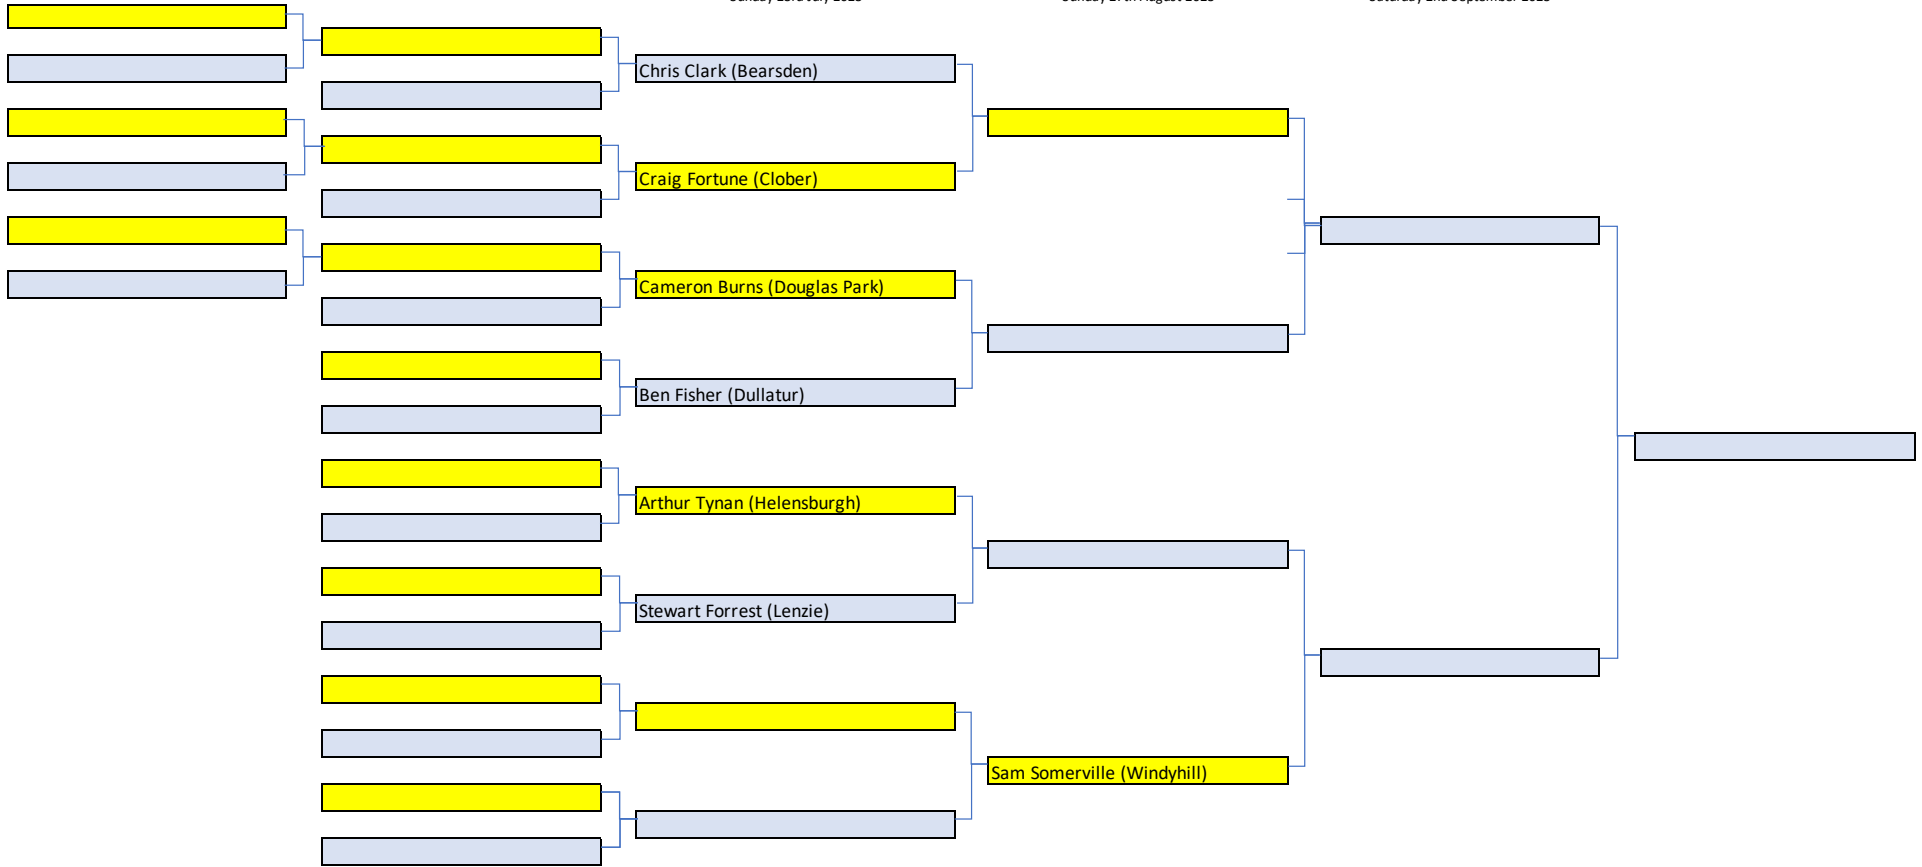 Chris Clark (Bearsden)
Craig Fortune (Clober)
Cameron Burns (Douglas Park)
Ben Fisher (Dullatur)
Arthur Tynan (Helensburgh)
Stewart Forrest (Lenzie)
Sam Somerville (Windyhill)